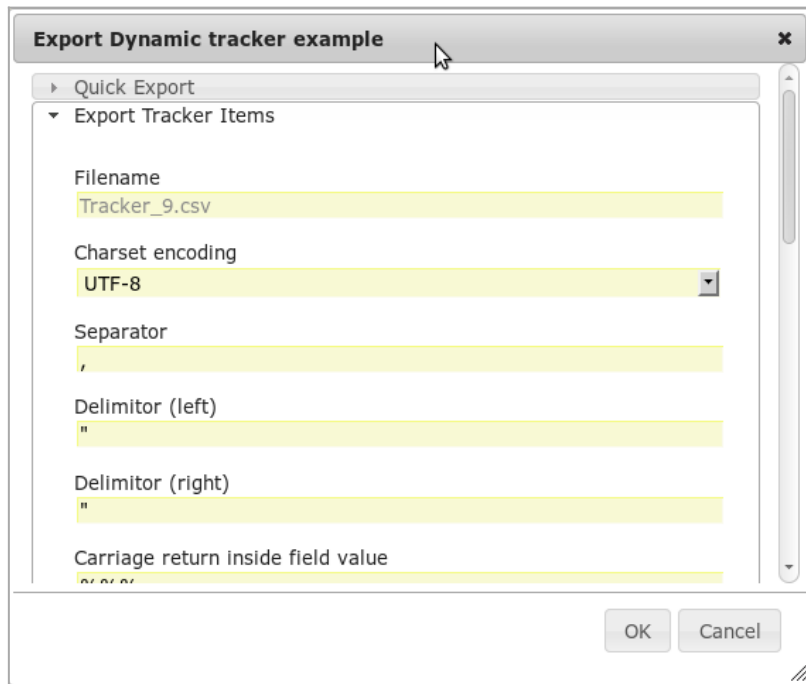 Export Dynamic tracker example
Quick Export
Export Tracker Items
Filename
Tracker_9.csv
Charset encoding
UTF-8
Separator
,
Delimitor (left)
"
Delimitor (right)
"
Carriage return inside field value
%%%
OK
Cancel